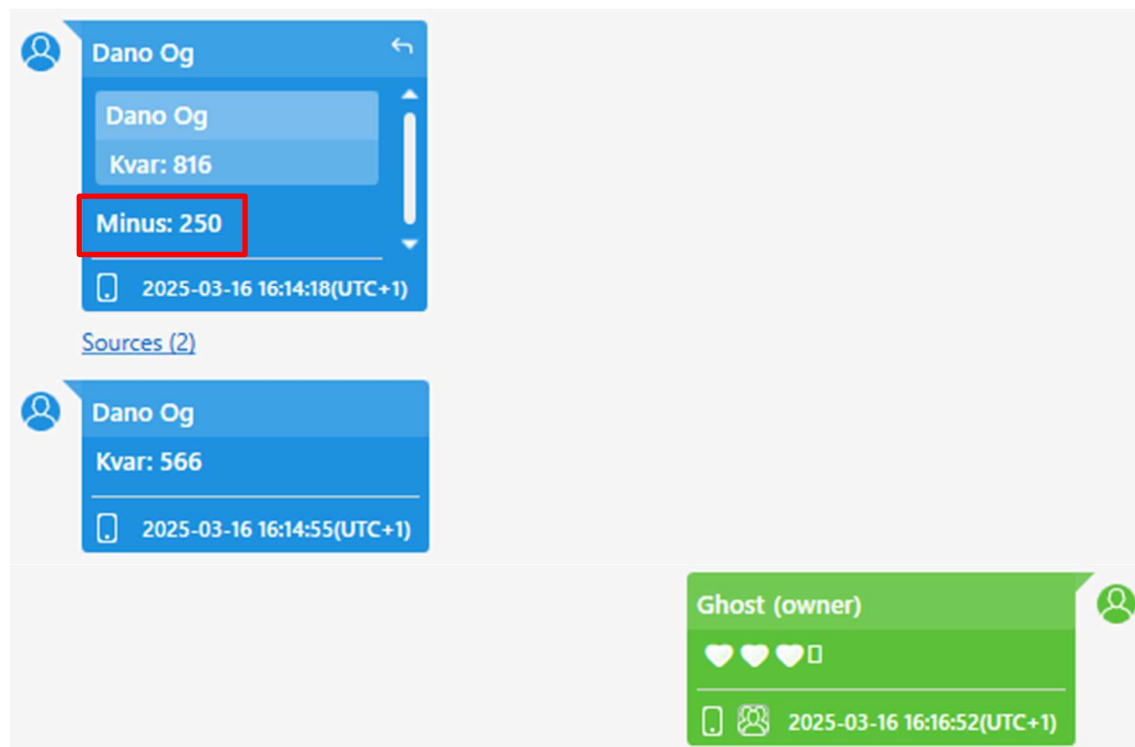 Dano Og
Dano Og
Kvar: 816
Minus: 250
2025-03-16 16:14:18(UTC+1)
Sources (2)
Dano Og
Kvar: 566
2025-03-16 16:14:55(UTC+1)
Ghost (owner)
2025-03-16 16:16:52(UTC+1)